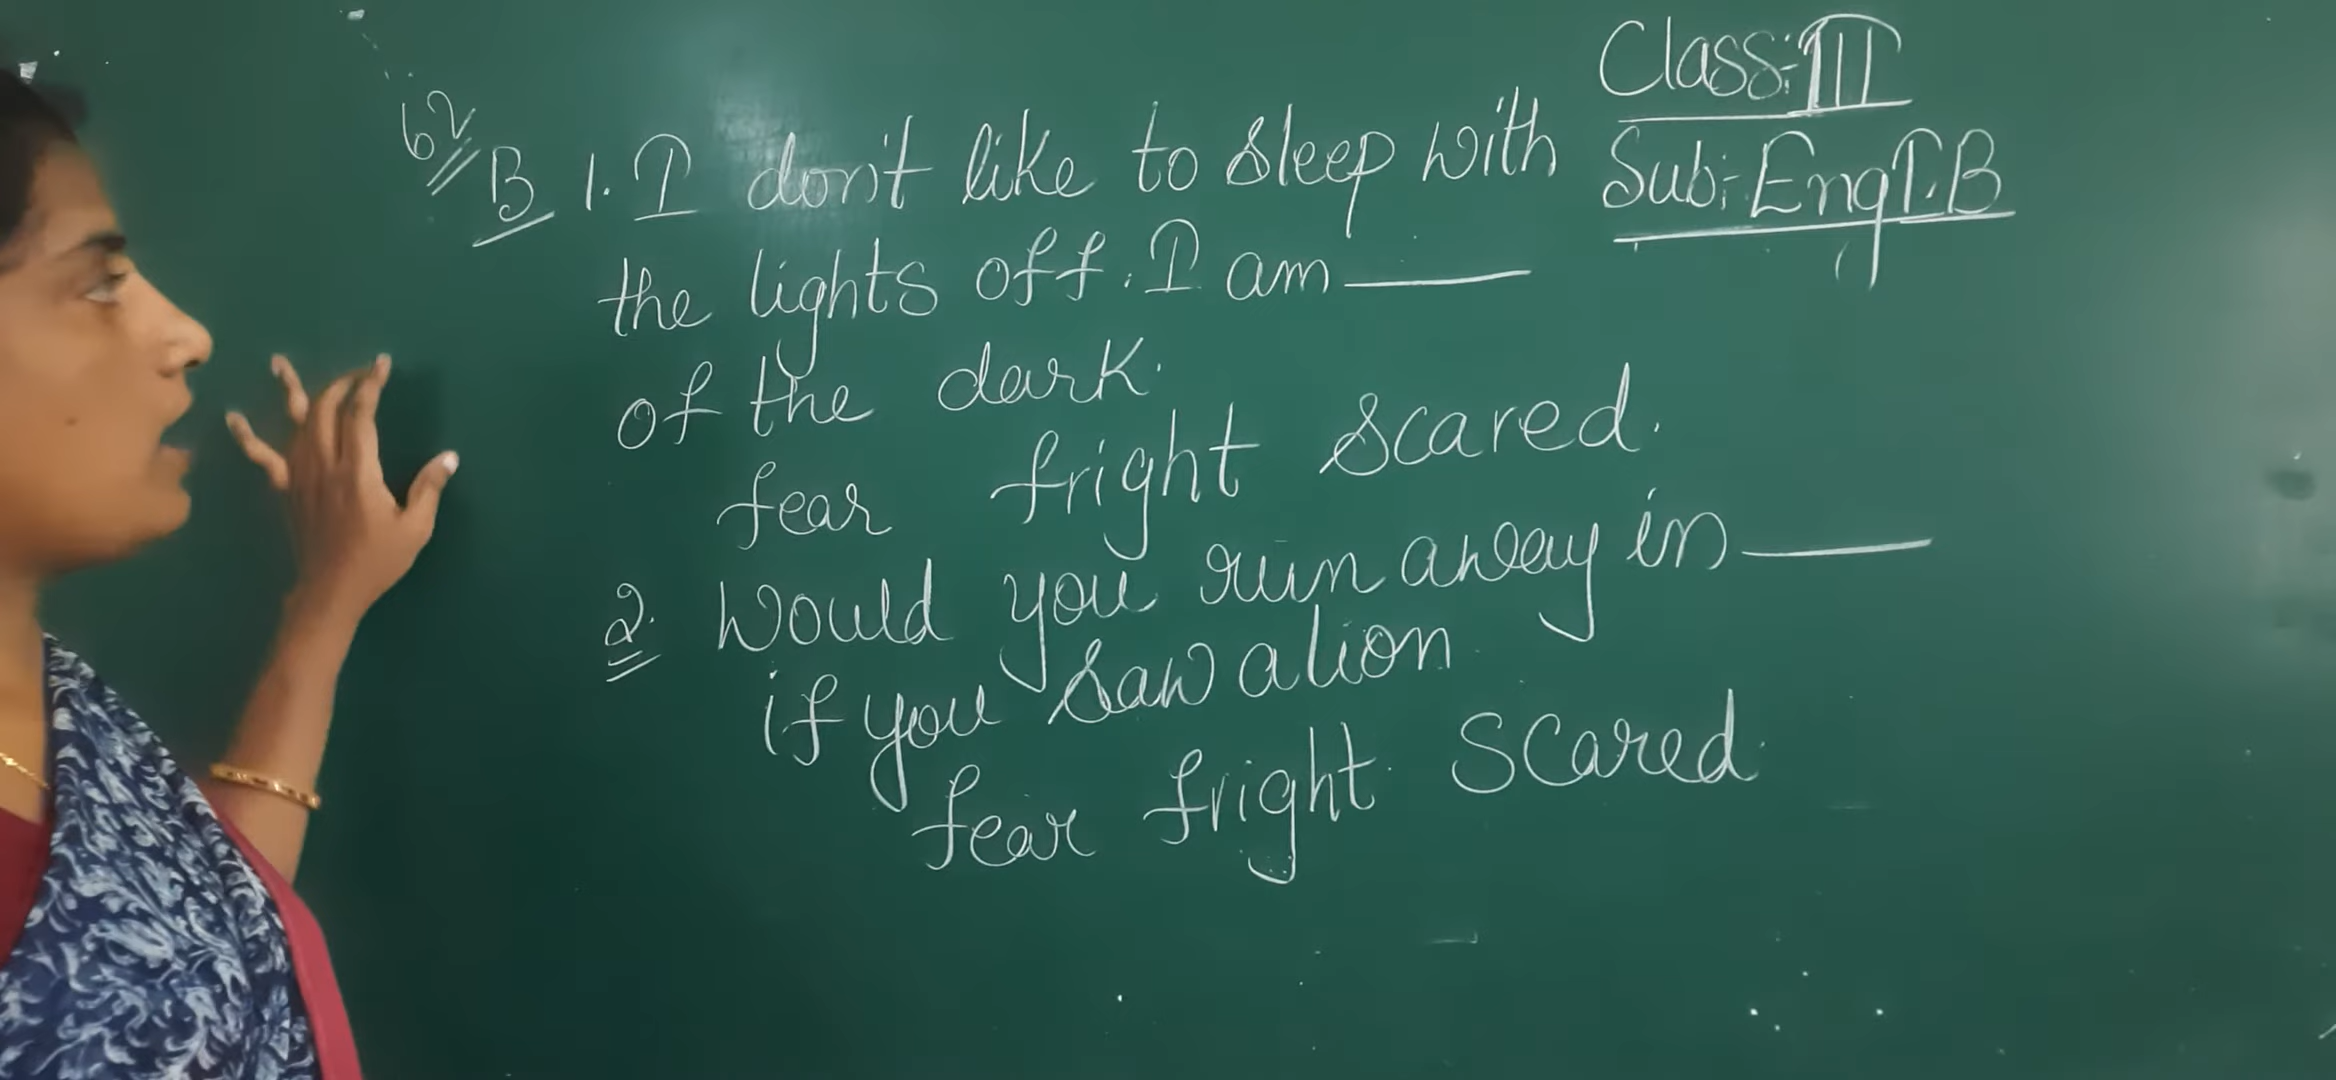 Class:- III
Sub:- Eng T.B
62
B 1. I don't like to sleep with
the lights off. I am ____
of the dark.
fear fright scared.
2. Would you run away in ____
if you saw a lion
fear fright scared